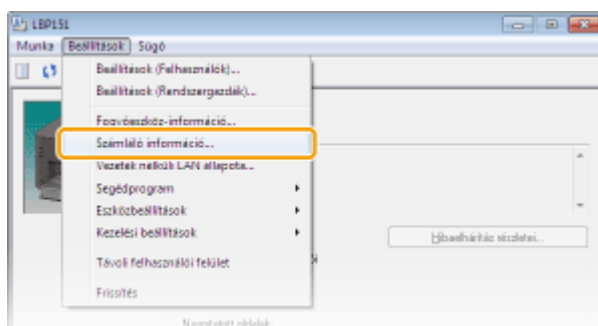 LBP151
Munka Beállítások Súgó
Beállítások (Felhasználók)...
Beállítások (Rendszergazdák)...
Fogyóeszköz-információ...
Számláló információ...
Vezeték nélküli LAN állapota...
Segédprogram
Eszközbeállítások
Kezelési beállítások
Hibaelhárítás részletei...
Távoli felhasználói felület
Frissítés
Nyomtatott oldalak: